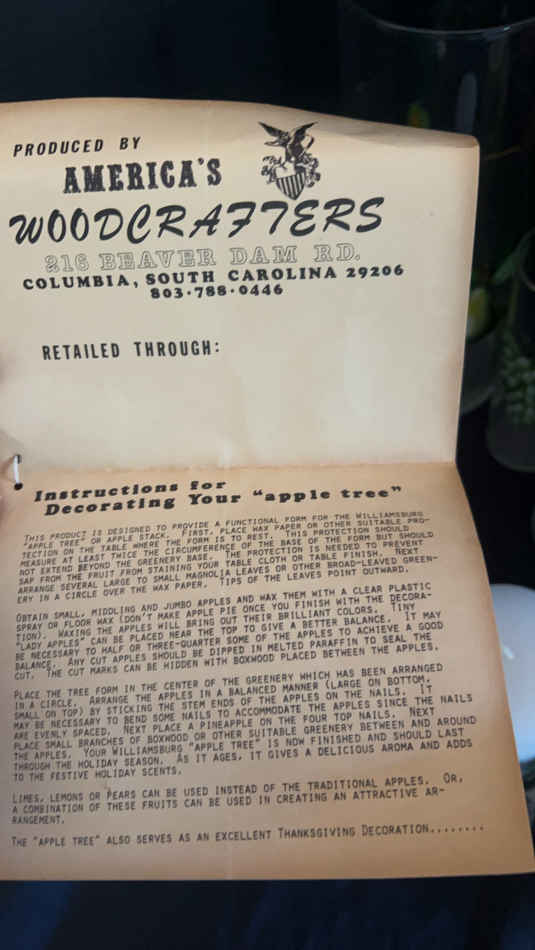 PRODUCED BY
AMERICA'S
WOODCRAFTERS
216 BEAVER DAM RD.
COLUMBIA, SOUTH CAROLINA 29206
803-788-0446
RETAILED THROUGH:
Instructions for
Decorating Your "apple tree"
THIS PRODUCT IS DESIGNED TO PROVIDE A FUNCTIONAL FORM FOR THE WILLIAMSBURG
"APPLE TREE" OR APPLE STACK. FIRST, PLACE WAX PAPER OR OTHER SUITABLE PRO-
TECTION ON THE TABLE WHERE THE FORM IS TO REST. THIS PROTECTION SHOULD
MEASURE AT LEAST TWICE THE CIRCUMFERENCE OF THE BASE OF THE FORM BUT SHOULD
NOT EXTEND BEYOND THE GREENERY BASE. THE PROTECTION IS NEEDED TO PREVENT
SAP FROM THE FRUIT FROM STAINING YOUR TABLE CLOTH OR TABLE FINISH. NEXT
ARRANGE SEVERAL LARGE TO SMALL MAGNOLIA LEAVES OR OTHER BROAD-LEAVED GREEN-
ERY IN A CIRCLE OVER THE WAX PAPER. TIPS OF THE LEAVES POINT OUTWARD.
OBTAIN SMALL, MIDDLING AND JUMBO APPLES AND WAX THEM WITH A CLEAR PLASTIC
SPRAY OR FLOOR WAX (DON'T MAKE APPLE PIE ONCE YOU FINISH WITH THE DECORA-
TION). WAXING THE APPLES WILL BRING OUT THEIR BRILLIANT COLORS. TINY
"LADY APPLES" CAN BE PLACED NEAR THE TOP TO GIVE A BETTER BALANCE. IT MAY
BE NECESSARY TO HALF OR THREE-QUARTER SOME OF THE APPLES TO ACHIEVE A GOOD
BALANCE. ANY CUT APPLES SHOULD BE DIPPED IN MELTED PARAFFIN TO SEAL THE
CUT. THE CUT MARKS CAN BE HIDDEN WITH BOXWOOD PLACED BETWEEN THE APPLES.
PLACE THE TREE FORM IN THE CENTER OF THE GREENERY WHICH HAS BEEN ARRANGED
IN A CIRCLE. ARRANGE THE APPLES IN A BALANCED MANNER (LARGE ON BOTTOM,
SMALL ON TOP) BY STICKING THE STEM ENDS OF THE APPLES ON THE NAILS. IT
MAY BE NECESSARY TO BEND SOME NAILS TO ACCOMMODATE THE APPLES SINCE THE NAILS
ARE EVENLY SPACED. NEXT PLACE A PINEAPPLE ON THE FOUR TOP NAILS. NEXT
PLACE SMALL BRANCHES OF BOXWOOD OR OTHER SUITABLE GREENERY BETWEEN AND AROUND
THE APPLES. YOUR WILLIAMSBURG "APPLE TREE" IS NOW FINISHED AND SHOULD LAST
THROUGH THE HOLIDAY SEASON. AS IT AGES, IT GIVES A DELICIOUS AROMA AND ADDS
TO THE FESTIVE HOLIDAY SCENTS.
LIMES, LEMONS OR PEARS CAN BE USED INSTEAD OF THE TRADITIONAL APPLES. OR,
A COMBINATION OF THESE FRUITS CAN BE USED IN CREATING AN ATTRACTIVE AR-
RANGEMENT.
THE "APPLE TREE" ALSO SERVES AS AN EXCELLENT THANKSGIVING DECORATION........